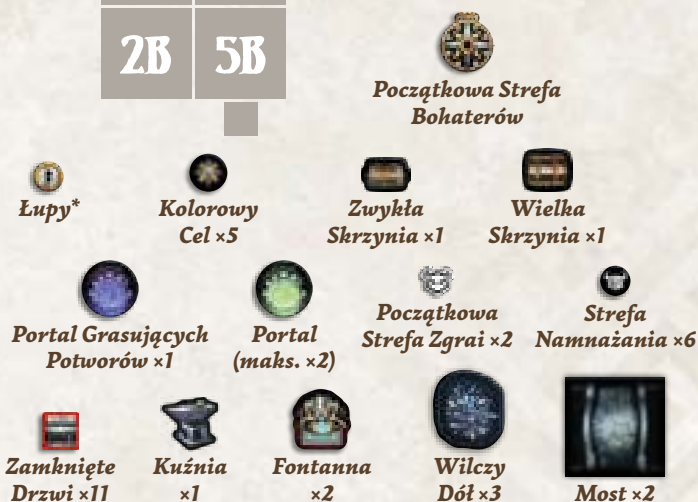 2B 5B
Początkowa Strefa
Bohaterów
Łupy*
Kolorowy
Cel ×5
Zwykła
Skrzynia ×1
Wielka
Skrzynia ×1
Portal Grasujących
Potworów ×1
Portal
(maks. ×2)
Początkowa
Strefa Zgrai ×2
Strefa
Namnażania ×6
Zamknięte
Drzwi ×11
Kuźnia
×1
Fontanna
×2
Wilczy
Dół ×3
Most ×2